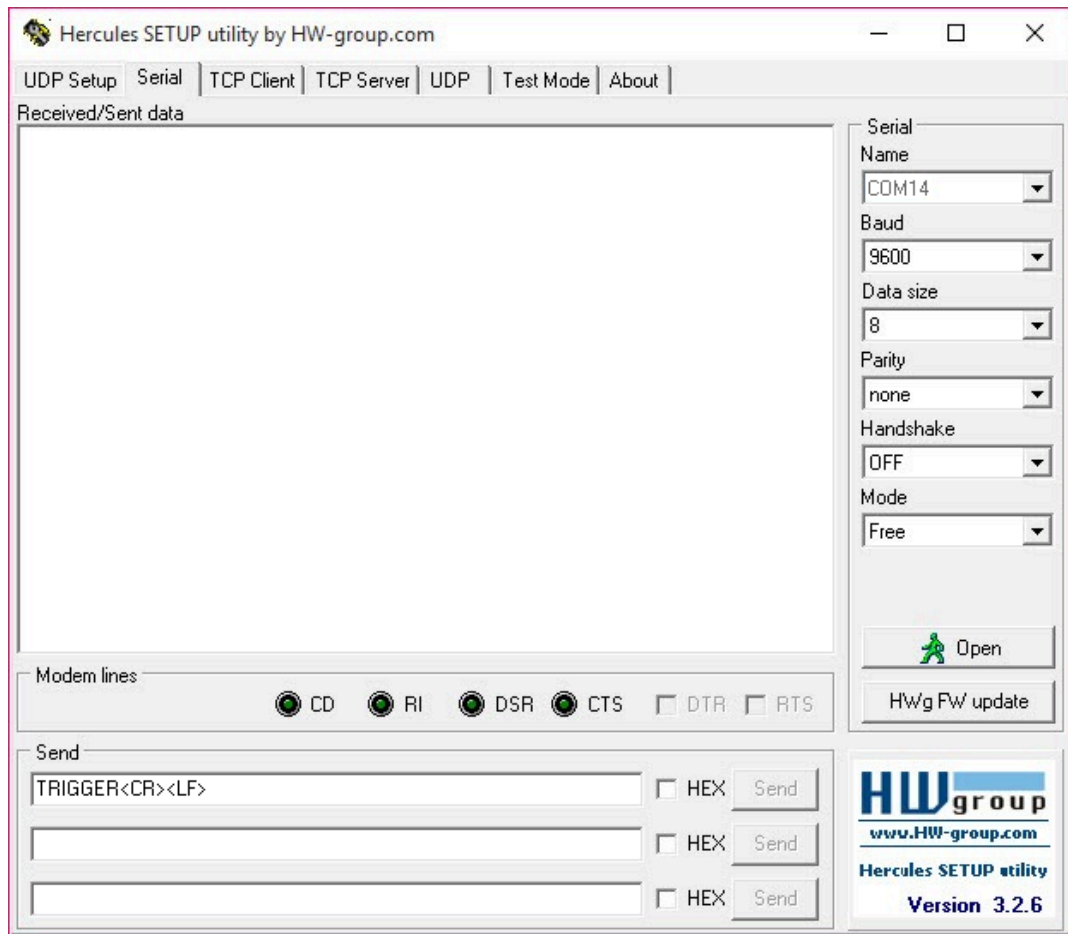 Hercules SETUP utility by HW-group.com
UDP Setup Serial TCP Client TCP Server UDP Test Mode About
Received/Sent data
Serial
Name
COM14
Baud
9600
Data size
8
Parity
none
Handshake
OFF
Mode
Free
Open
HWg FW update
Modem lines
CD RI DSR CTS DTR RTS
Send
TRIGGER<CR><LF> HEX Send
HEX Send
HEX Send
HWgroup
www.HW-group.com
Hercules SETUP utility
Version 3.2.6